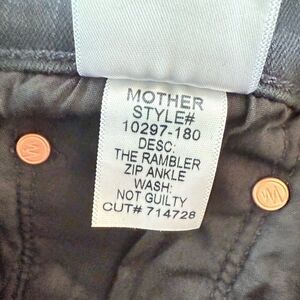 MOTHER
STYLE#
10297-180
DESC:
THE RAMBLER
ZIP ANKLE
WASH:
NOT GUILTY
CUT# 714728